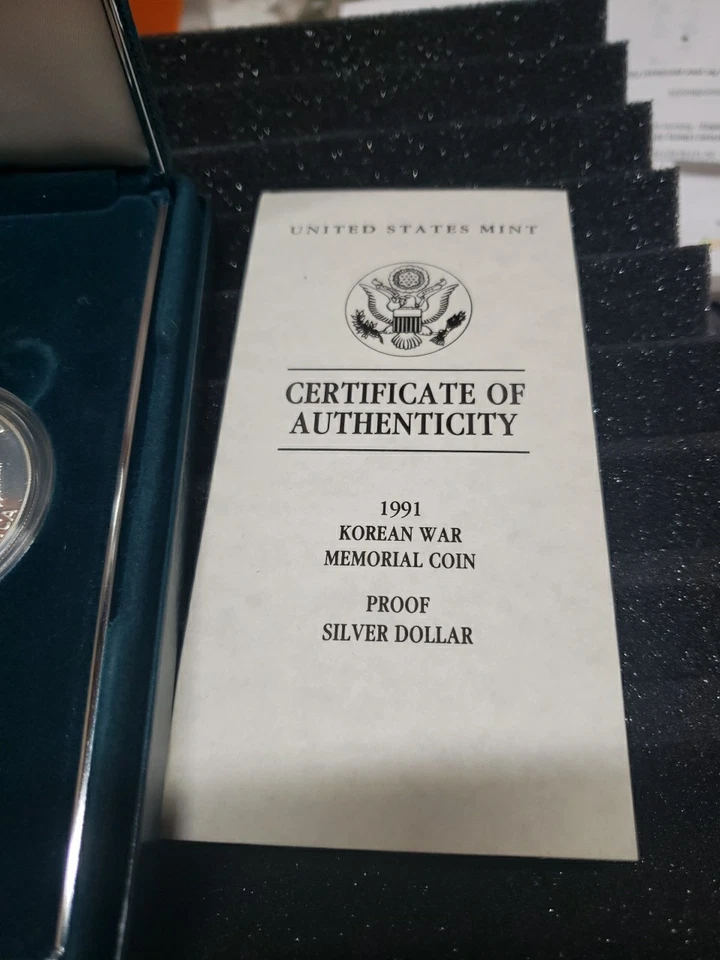 UNITED STATES MINT
CERTIFICATE OF
AUTHENTICITY
1991
KOREAN WAR
MEMORIAL COIN
PROOF
SILVER DOLLAR